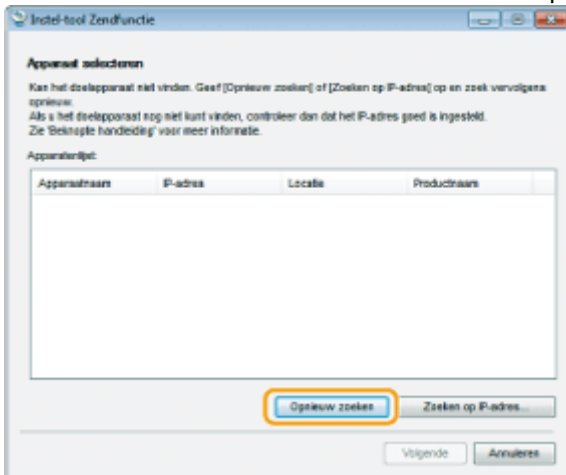 Instel-tool Zendfunctie
Apparaat selecteren
Kan het doelapparaat niet vinden. Geef [Opnieuw zoeken] of [Zoeken op IP-adres] op en zoek vervolgens
opnieuw.
Als u het doelapparaat nog niet kunt vinden, controleer dan dat het IP-adres goed is ingesteld.
Zie 'Beknopte handleiding' voor meer informatie.
Apparatenlijst:
Apparaatnaam IP-adres Locatie Productnaam
Opnieuw zoeken Zoeken op IP-adres...
Volgende Annuleren